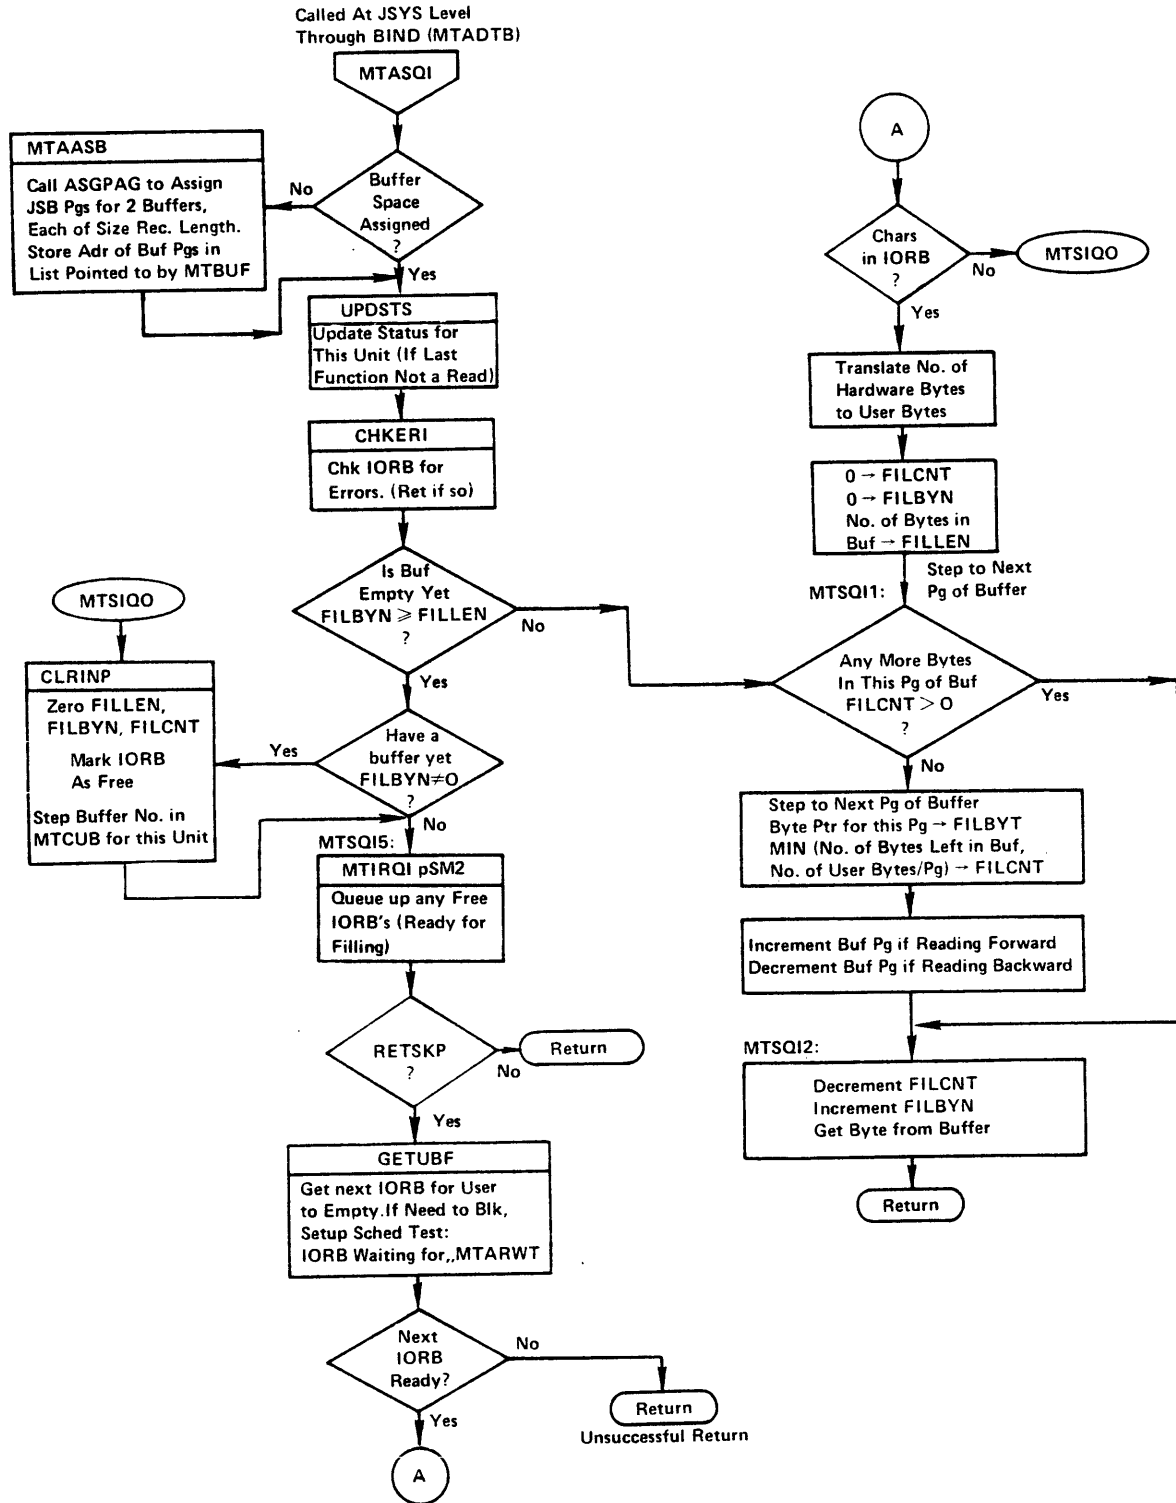 Called At JSYS Level
Through BIND (MTADTB)
MTASQI
Buffer
Space
Assigned
?
No
Yes
MTAASB
Call ASGPAG to Assign
JSB Pgs for 2 Buffers,
Each of Size Rec. Length.
Store Adr of Buf Pgs in
List Pointed to by MTBUF
UPDSTS
Update Status for
This Unit (If Last
Function Not a Read)
CHKERI
Chk IORB for
Errors. (Ret if so)
Is Buf
Empty Yet
FILBYN ≥ FILLEN
?
No
Yes
MTSIQO
CLRINP
Zero FILLEN,
FILBYN, FILCNT
Mark IORB
As Free
Step Buffer No. in
MTCUB for this Unit
Have a
buffer yet
FILBYN≠0
?
Yes
No
MTSQI5:
MTIRQI pSM2
Queue up any Free
IORB's (Ready for
Filling)
RETSKP
?
No
Return
Yes
GETUBF
Get next IORB for User
to Empty. If Need to Blk,
Setup Sched Test:
IORB Waiting for,,MTARWT
Next
IORB
Ready?
No
Return
Unsuccessful Return
Yes
A
A
Chars
in IORB
?
No
MTSIQO
Yes
Translate No. of
Hardware Bytes
to User Bytes
0 → FILCNT
0 → FILBYN
No. of Bytes in
Buf → FILLEN
Step to Next
Pg of Buffer
MTSQI1:
Any More Bytes
In This Pg of Buf
FILCNT > 0
?
Yes
No
Step to Next Pg of Buffer
Byte Ptr for this Pg → FILBYT
MIN (No. of Bytes Left in Buf,
No. of User Bytes/Pg) → FILCNT
Increment Buf Pg if Reading Forward
Decrement Buf Pg if Reading Backward
MTSQI2:
Decrement FILCNT
Increment FILBYN
Get Byte from Buffer
Return